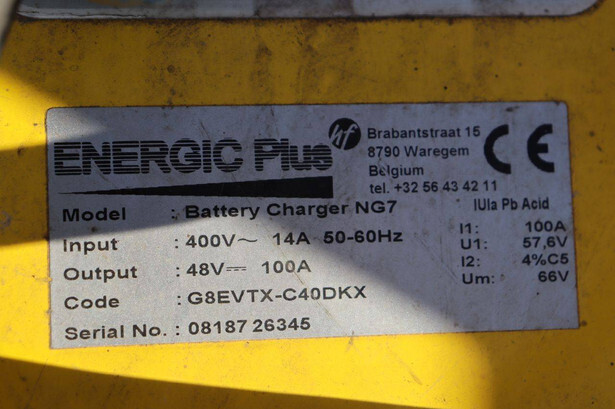 ENERGIC Plus
Brabantstraat 15
8790 Waregem
Belgium
tel. +32 56 43 42 11
CE
Model : Battery Charger NG7
Input : 400V~ 14A 50-60Hz
Output : 48V⎓ 100A
Code : G8EVTX-C40DKX
Serial No. : 08187 26345
IUIa Pb Acid
I1: 100A
U1: 57,6V
I2: 4%C5
Um: 66V